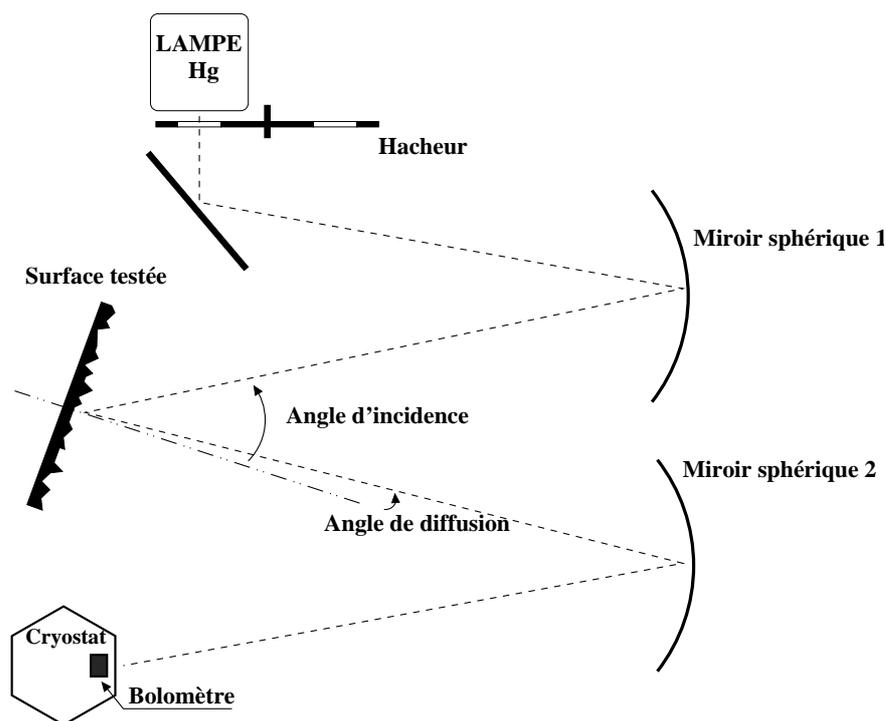 LAMPE
Hg
Hacheur
Miroir sphérique 1
Surface testée
Angle d'incidence
Miroir sphérique 2
Angle de diffusion
Cryostat
Bolomètre